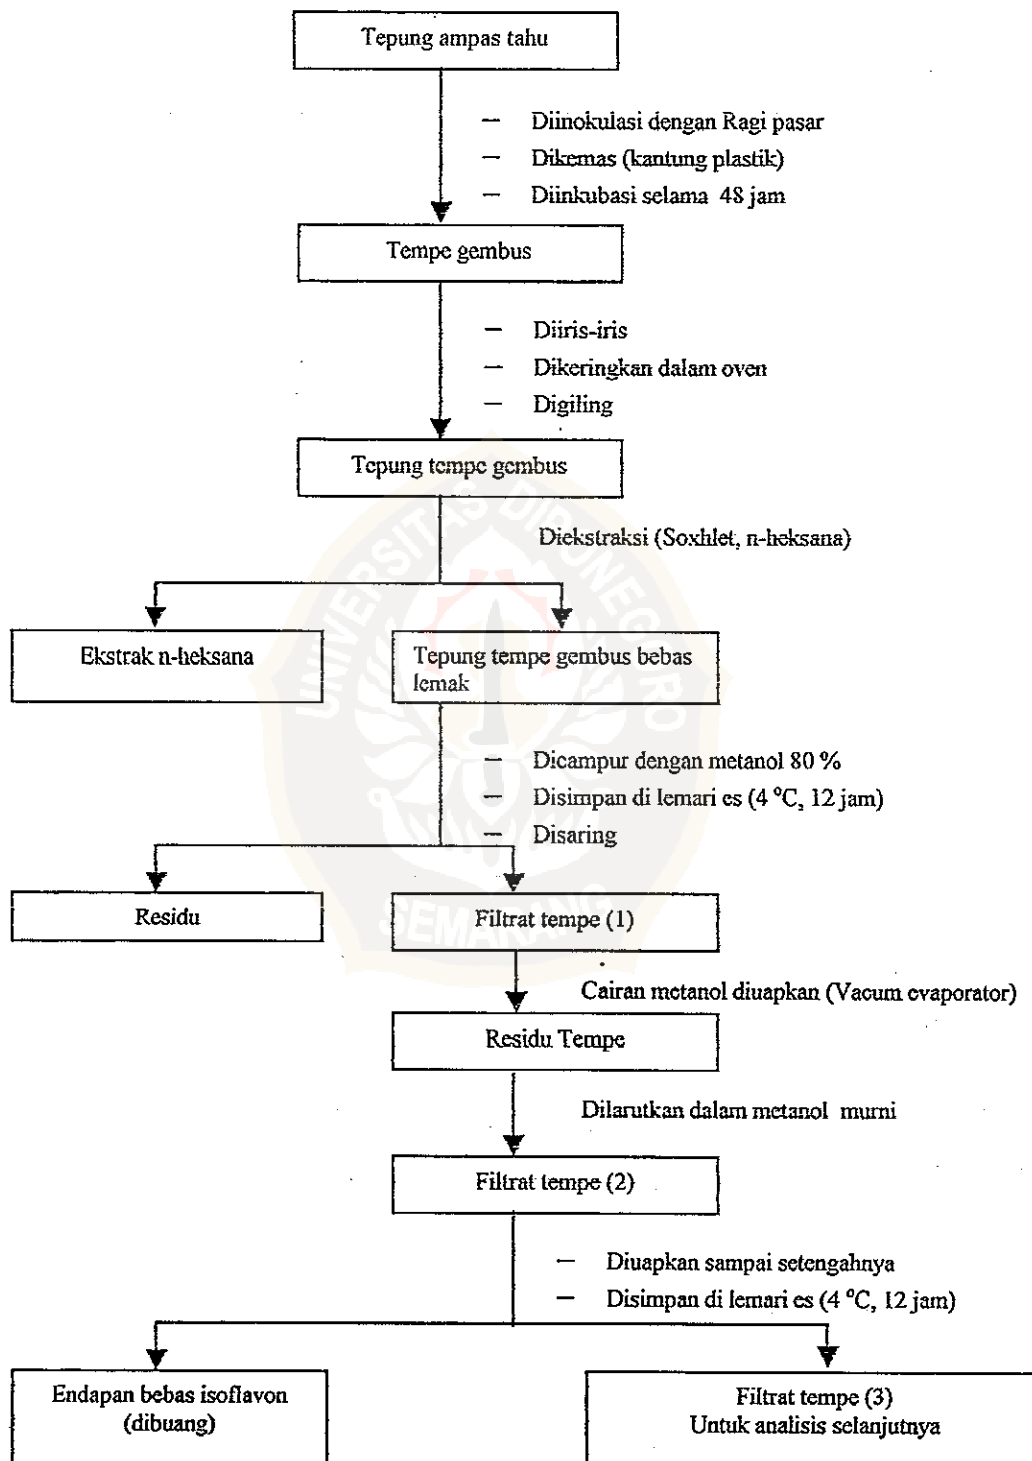 Tepung ampas tahu
— Diinokulasi dengan Ragi pasar
— Dikemas (kantung plastik)
— Diinkubasi selama 48 jam
Tempe gembus
— Diiris-iris
— Dikeringkan dalam oven
— Digiling
Tepung tempe gembus
Diekstraksi (Soxhlet, n-heksana)
Ekstrak n-heksana
Tepung tempe gembus bebas
lemak
— Dicampur dengan metanol 80 %
— Disimpan di lemari es (4 °C, 12 jam)
— Disaring
Residu
Filtrat tempe (1)
Cairan metanol diuapkan (Vacum evaporator)
Residu Tempe
Dilarutkan dalam metanol murni
Filtrat tempe (2)
— Diuapkan sampai setengahnya
— Disimpan di lemari es (4 °C, 12 jam)
Endapan bebas isoflavon
(dibuang)
Filtrat tempe (3)
Untuk analisis selanjutnya
UNIVERSITAS DIPONEGORO
SEMARANG